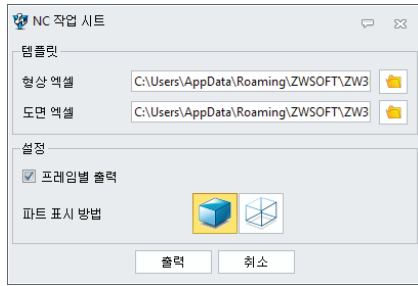 NC 작업 시트
템플릿
형상 엑셀 C:\Users\AppData\Roaming\ZWSOFT\ZW3
도면 엑셀 C:\Users\AppData\Roaming\ZWSOFT\ZW3
설정
프레임별 출력
파트 표시 방법
출력 취소